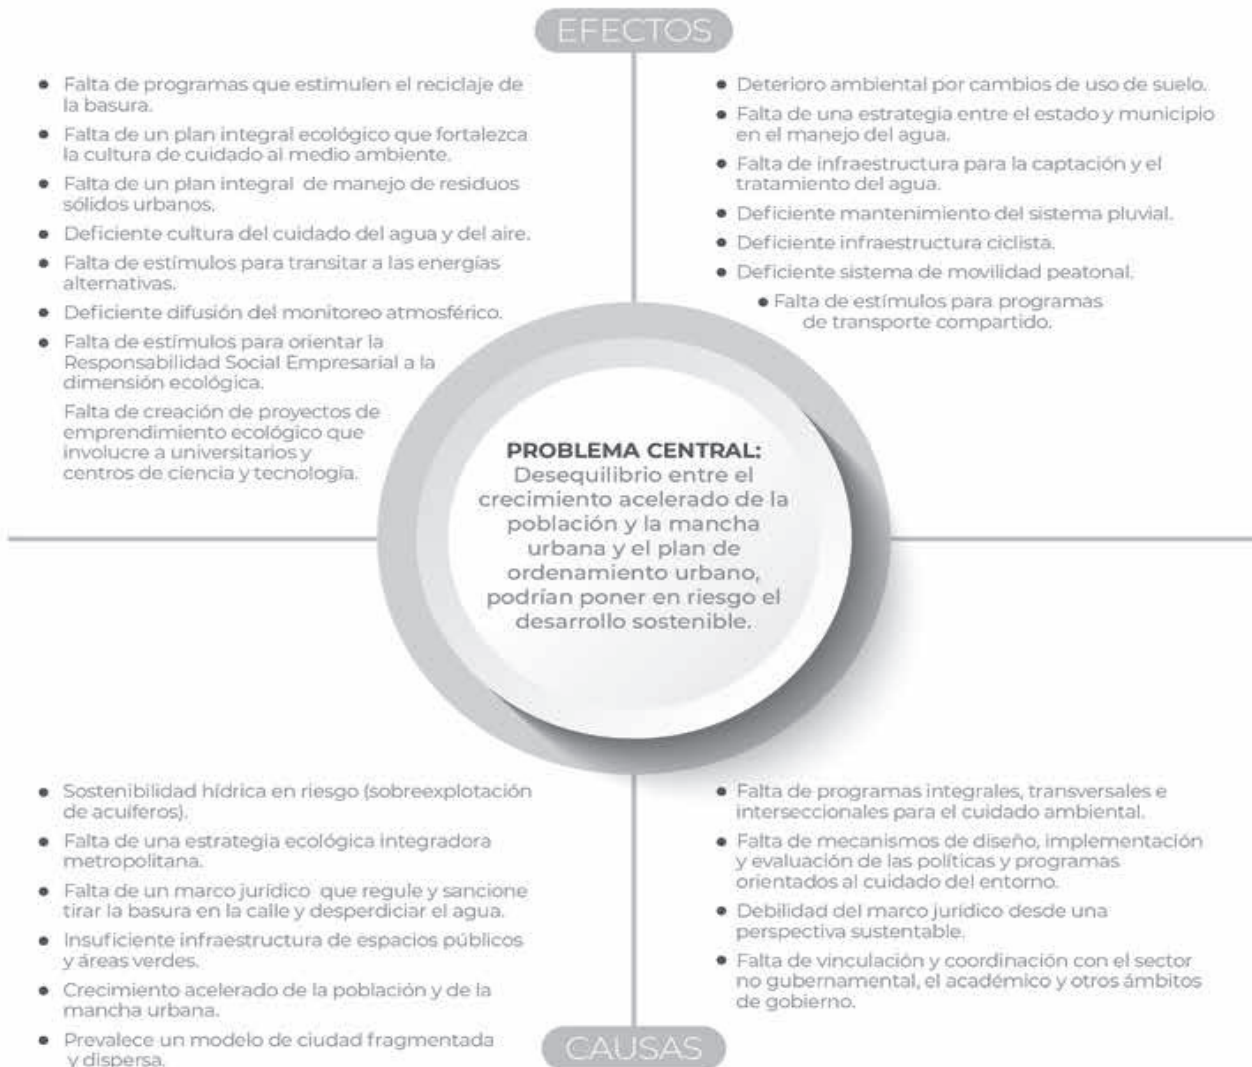 EFECTOS
Falta de programas que estimulen el reciclaje de
la basura.
Falta de un plan integral ecológico que fortalezca
la cultura de cuidado al medio ambiente.
Falta de un plan integral de manejo de residuos
sólidos urbanos.
Deficiente cultura del cuidado del agua y del aire.
Falta de estímulos para transitar a las energías
alternativas.
Deficiente difusión del monitoreo atmosférico.
Falta de estímulos para orientar la
Responsabilidad Social Empresarial a la
dimensión ecológica.
Falta de creación de proyectos de
emprendimiento ecológico que
involucre a universitarios y
centros de ciencia y tecnología.
Deterioro ambiental por cambios de uso de suelo.
Falta de una estrategia entre el estado y municipio
en el manejo del agua.
Falta de infraestructura para la captación y el
tratamiento del agua.
Deficiente mantenimiento del sistema pluvial.
Deficiente infraestructura ciclista.
Deficiente sistema de movilidad peatonal.
Falta de estímulos para programas
de transporte compartido.
PROBLEMA CENTRAL:
Desequilibrio entre el
crecimiento acelerado de la
población y la mancha
urbana y el plan de
ordenamiento urbano,
podrían poner en riesgo el
desarrollo sostenible.
Sostenibilidad hídrica en riesgo (sobreexplotación
de acuíferos).
Falta de una estrategia ecológica integradora
metropolitana.
Falta de un marco jurídico que regule y sancione
tirar la basura en la calle y desperdiciar el agua.
Insuficiente infraestructura de espacios públicos
y áreas verdes.
Crecimiento acelerado de la población y de la
mancha urbana.
Prevalece un modelo de ciudad fragmentada
y dispersa.
Falta de programas integrales, transversales e
interseccionales para el cuidado ambiental.
Falta de mecanismos de diseño, implementación
y evaluación de las políticas y programas
orientados al cuidado del entorno.
Debilidad del marco jurídico desde una
perspectiva sustentable.
Falta de vinculación y coordinación con el sector
no gubernamental, el académico y otros ámbitos
de gobierno.
CAUSAS